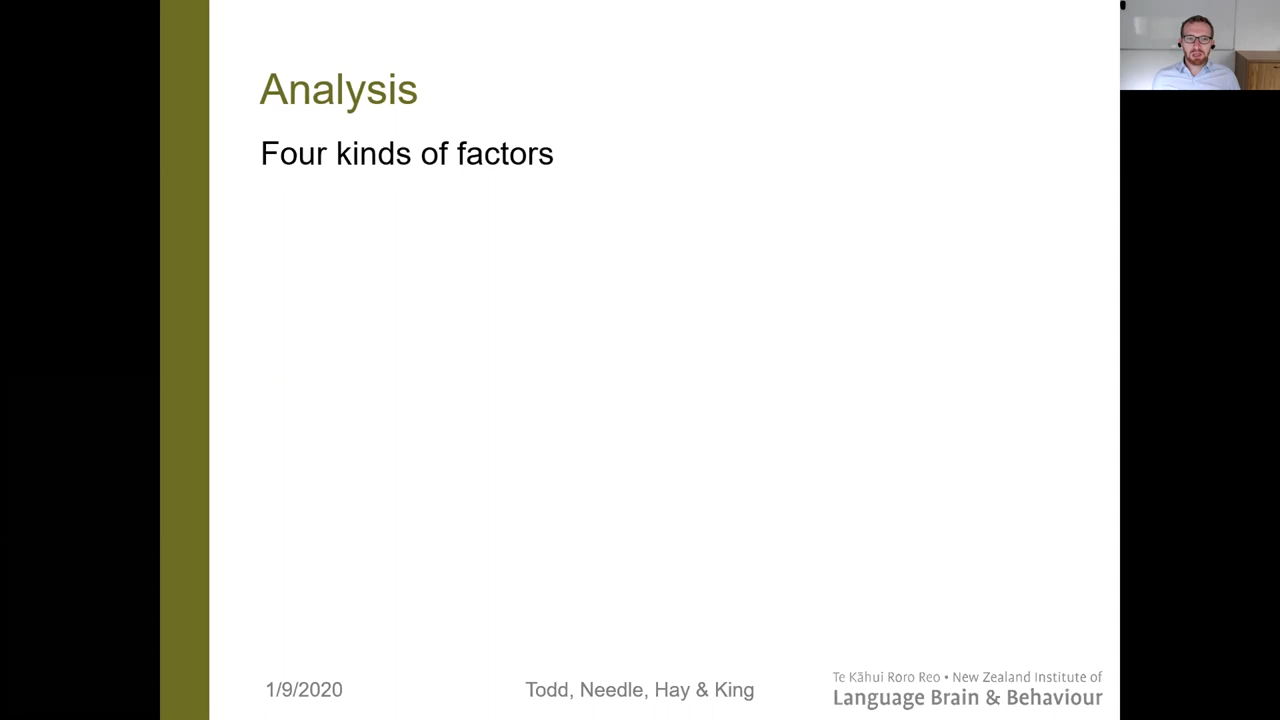 Analysis
Four kinds of factors
1/9/2020
Todd, Needle, Hay & King
Te Kāhui Roro Reo • New Zealand Institute of
Language Brain & Behaviour